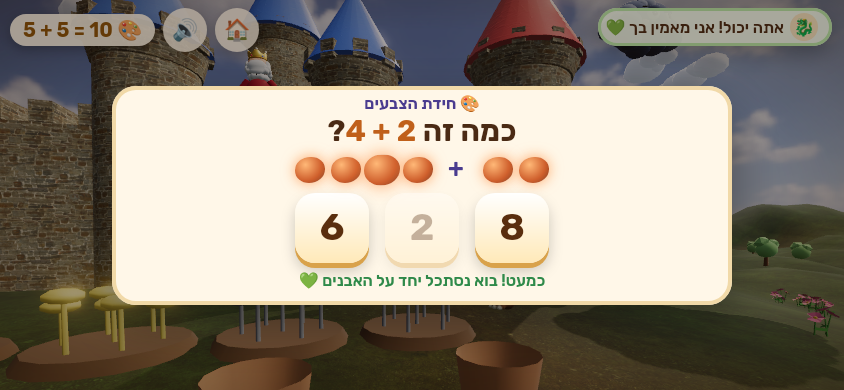 5 + 5 = 10
אתה יכול! אני מאמין בך
חידת הצבעים
כמה זה 2 + 4?
+
6 2 8
כמעט! בוא נסתכל יחד על האבנים